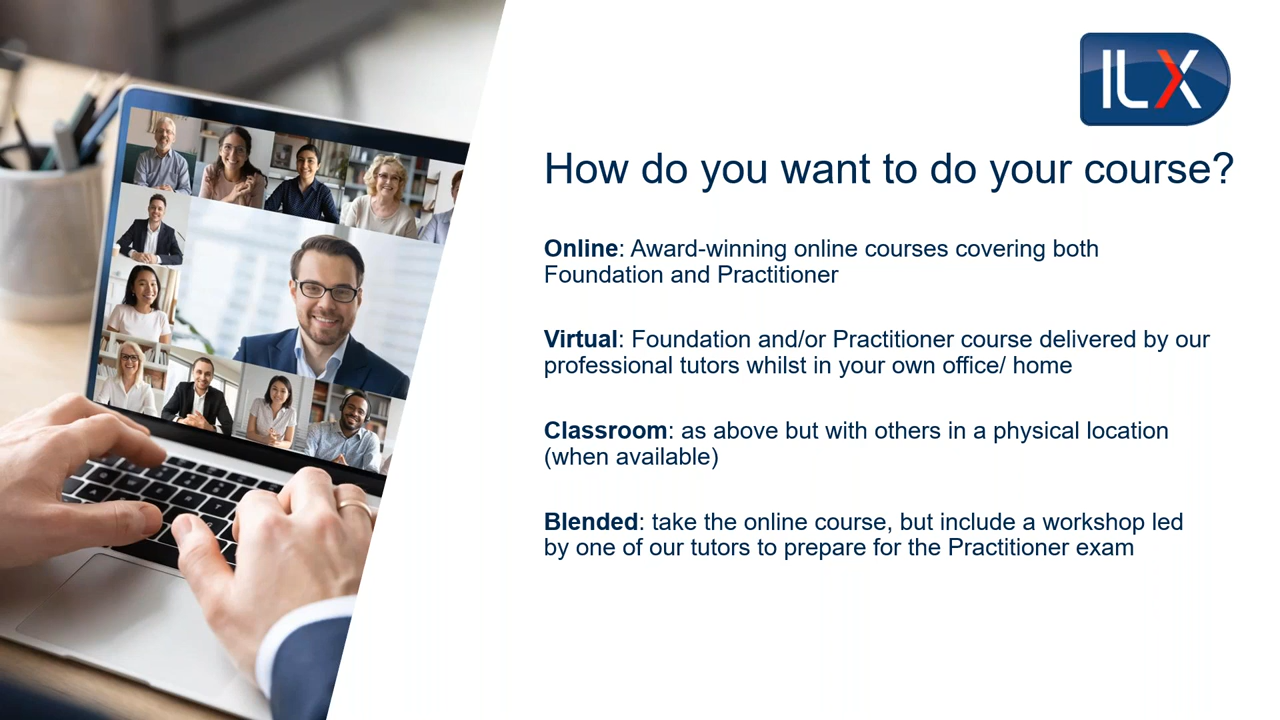 ILX
How do you want to do your course?
Online: Award-winning online courses covering both
Foundation and Practitioner
Virtual: Foundation and/or Practitioner course delivered by our
professional tutors whilst in your own office/ home
Classroom: as above but with others in a physical location
(when available)
Blended: take the online course, but include a workshop led
by one of our tutors to prepare for the Practitioner exam